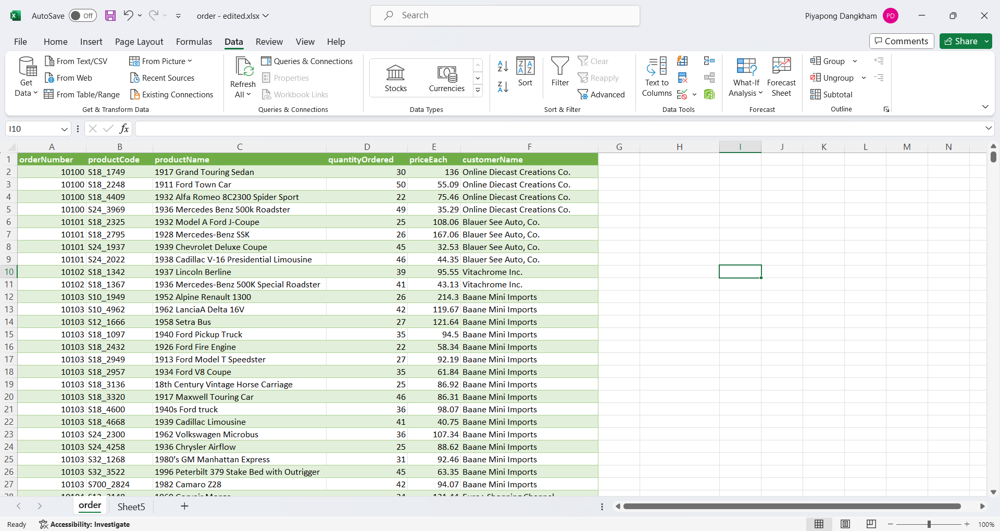 AutoSave Off order - edited.xlsx Search Piyapong Dangkham PD
File Home Insert Page Layout Formulas Data Review View Help Comments Share
Get Data From Text/CSV From Web From Table/Range From Picture Recent Sources Existing Connections
Get & Transform Data
Refresh All Queries & Connections Properties Workbook Links
Queries & Connections
Stocks Currencies
Data Types
Sort Filter Clear Reapply Advanced
Sort & Filter
Text to Columns
Data Tools
What-If Analysis Forecast Sheet
Forecast
Group Ungroup Subtotal
Outline
I10 fx
A B C D E F G H I J K L M N
1 orderNumber productCode productName quantityOrdered priceEach customerName
2 10100 S18_1749 1917 Grand Touring Sedan 30 136 Online Diecast Creations Co.
3 10100 S18_2248 1911 Ford Town Car 50 55.09 Online Diecast Creations Co.
4 10100 S18_4409 1932 Alfa Romeo 8C2300 Spider Sport 22 75.46 Online Diecast Creations Co.
5 10100 S24_3969 1936 Mercedes Benz 500k Roadster 49 35.29 Online Diecast Creations Co.
6 10101 S18_2325 1932 Model A Ford J-Coupe 25 108.06 Blauer See Auto, Co.
7 10101 S18_2795 1928 Mercedes-Benz SSK 26 167.06 Blauer See Auto, Co.
8 10101 S24_1937 1939 Chevrolet Deluxe Coupe 45 32.53 Blauer See Auto, Co.
9 10101 S24_2022 1938 Cadillac V-16 Presidential Limousine 46 44.35 Blauer See Auto, Co.
10 10102 S18_1342 1937 Lincoln Berline 39 95.55 Vitachrome Inc.
11 10102 S18_1367 1936 Mercedes-Benz 500K Special Roadster 41 43.13 Vitachrome Inc.
12 10103 S10_1949 1952 Alpine Renault 1300 26 214.3 Baane Mini Imports
13 10103 S10_4962 1962 LanciaA Delta 16V 42 119.67 Baane Mini Imports
14 10103 S12_1666 1958 Setra Bus 27 121.64 Baane Mini Imports
15 10103 S18_1097 1940 Ford Pickup Truck 35 94.5 Baane Mini Imports
16 10103 S18_2432 1926 Ford Fire Engine 22 58.34 Baane Mini Imports
17 10103 S18_2949 1913 Ford Model T Speedster 27 92.19 Baane Mini Imports
18 10103 S18_2957 1934 Ford V8 Coupe 35 61.84 Baane Mini Imports
19 10103 S18_3136 18th Century Vintage Horse Carriage 25 86.92 Baane Mini Imports
20 10103 S18_3320 1917 Maxwell Touring Car 46 86.31 Baane Mini Imports
21 10103 S18_4600 1940s Ford truck 36 98.07 Baane Mini Imports
22 10103 S18_4668 1939 Cadillac Limousine 41 40.75 Baane Mini Imports
23 10103 S24_2300 1962 Volkswagen Microbus 36 107.34 Baane Mini Imports
24 10103 S24_4258 1936 Chrysler Airflow 25 88.62 Baane Mini Imports
25 10103 S32_1268 1980’s GM Manhattan Express 31 92.46 Baane Mini Imports
26 10103 S32_3522 1996 Peterbilt 379 Stake Bed with Outrigger 45 63.35 Baane Mini Imports
27 10103 S700_2824 1982 Camaro Z28 42 94.07 Baane Mini Imports
order Sheet5
Ready Accessibility: Investigate 100%